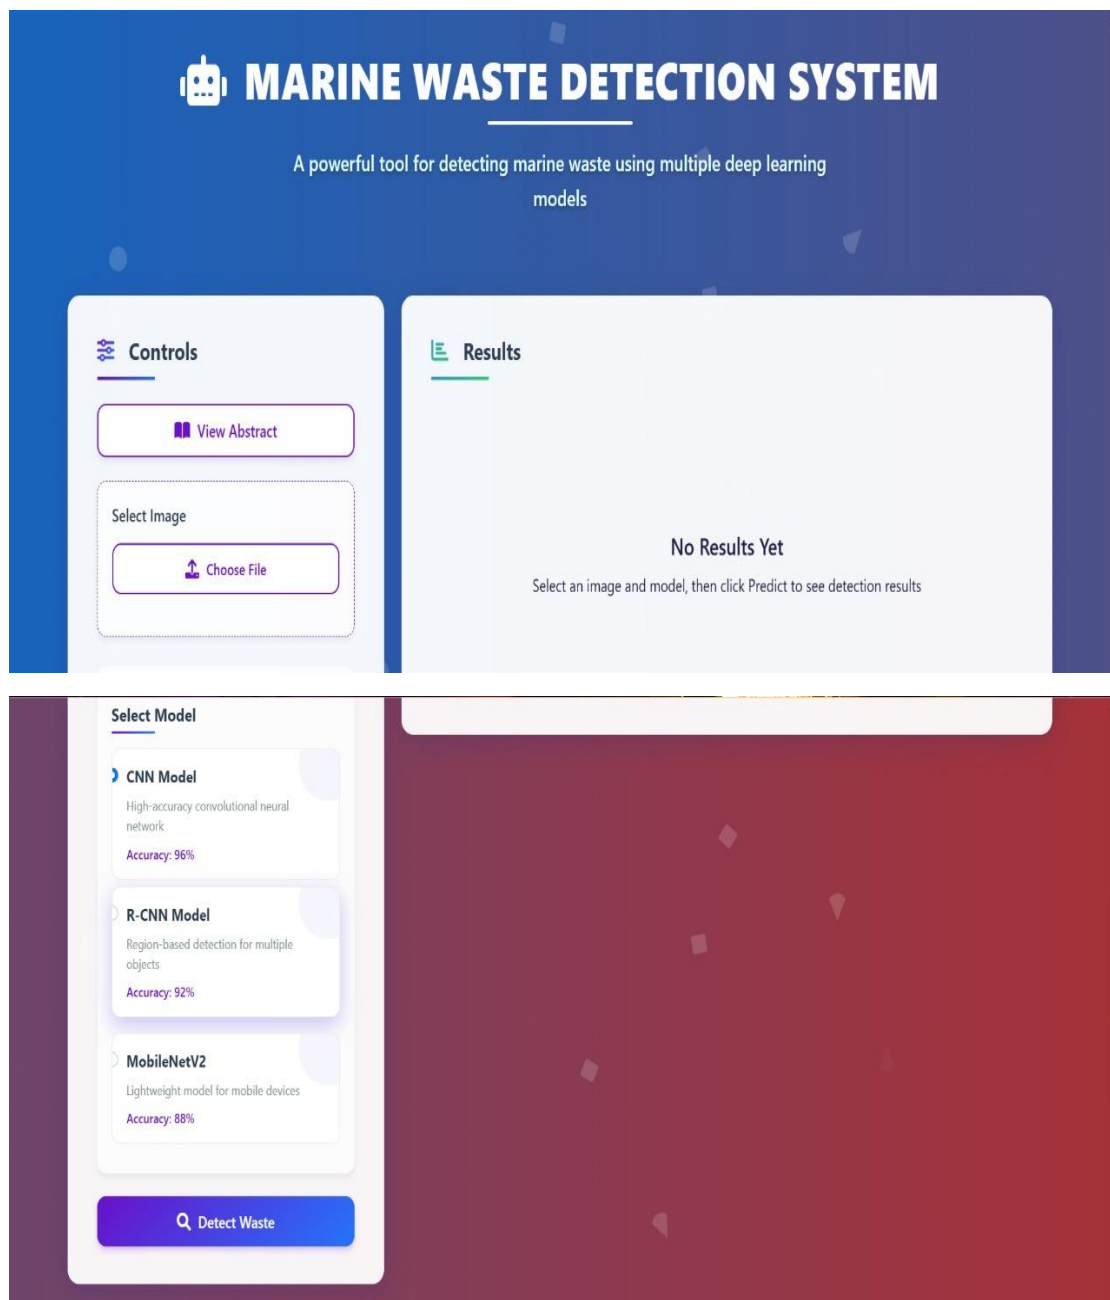 MARINE WASTE DETECTION SYSTEM
A powerful tool for detecting marine waste using multiple deep learning
models
Controls
View Abstract
Select Image
Choose File
Results
No Results Yet
Select an image and model, then click Predict to see detection results
Select Model
CNN Model
High-accuracy convolutional neural
network
Accuracy: 96%
R-CNN Model
Region-based detection for multiple
objects
Accuracy: 92%
MobileNetV2
Lightweight model for mobile devices
Accuracy: 88%
Detect Waste